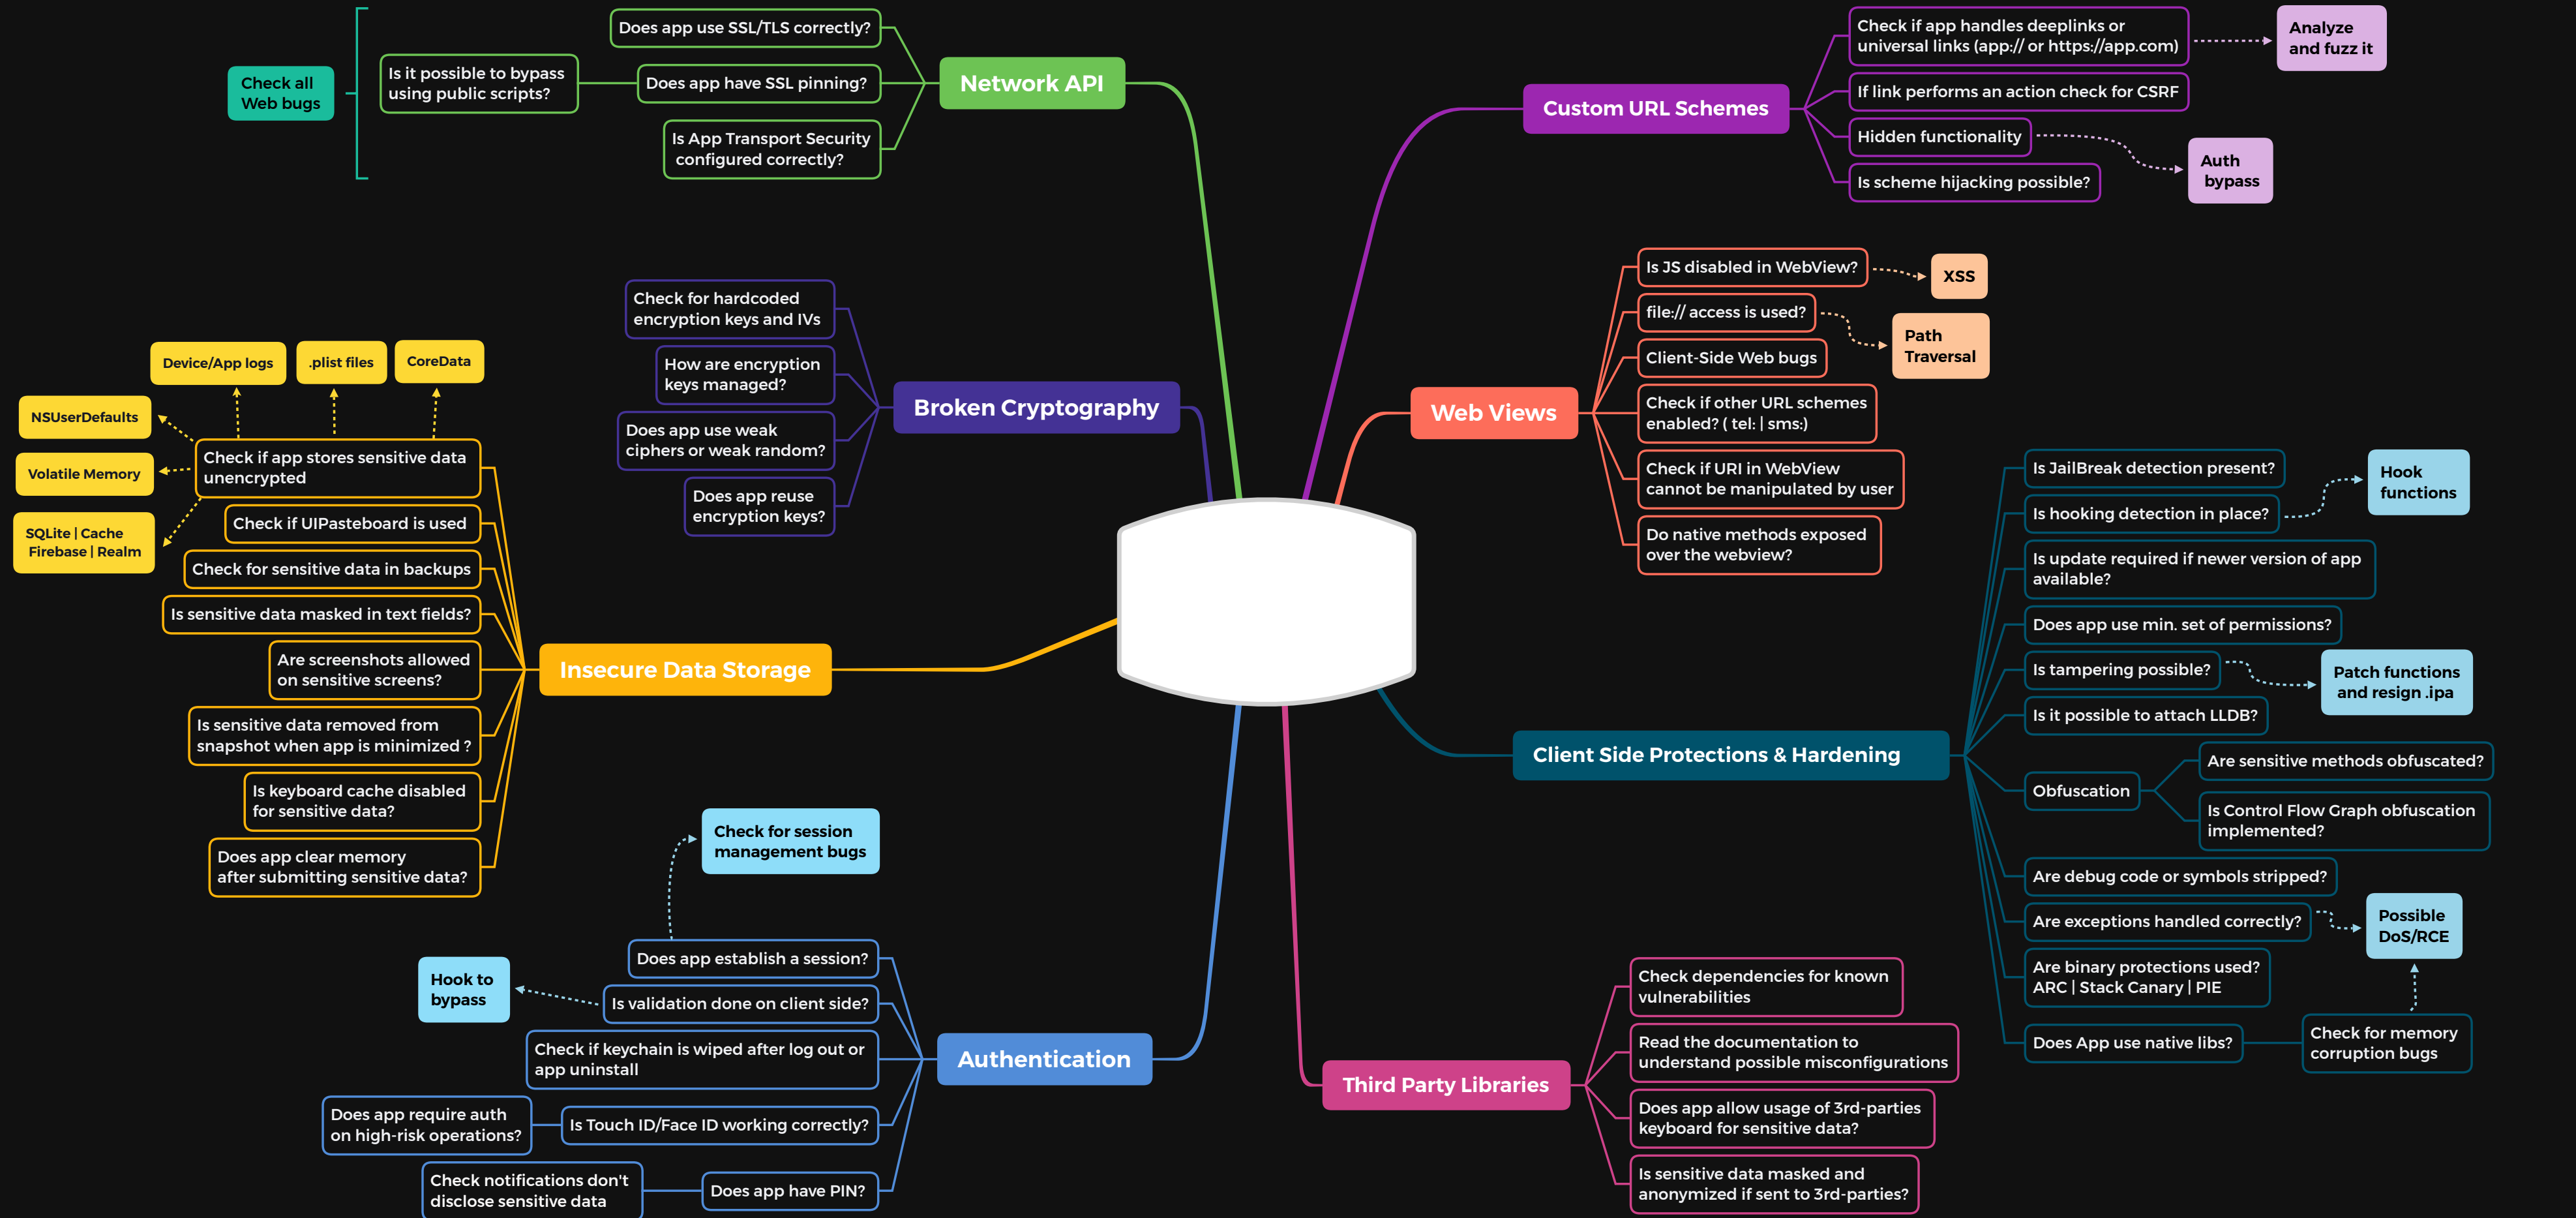 Check all
Web bugs
Is it possible to bypass
using public scripts?
Does app use SSL/TLS correctly?
Does app have SSL pinning?
Is App Transport Security
configured correctly?
Network API
Check for hardcoded
encryption keys and IVs
How are encryption
keys managed?
Does app use weak
ciphers or weak random?
Does app reuse
encryption keys?
Broken Cryptography
Device/App logs
.plist files
CoreData
NSUserDefaults
Volatile Memory
SQLite | Cache
Firebase | Realm
Check if app stores sensitive data
unencrypted
Check if UIPasteboard is used
Check for sensitive data in backups
Is sensitive data masked in text fields?
Are screenshots allowed
on sensitive screens?
Is sensitive data removed from
snapshot when app is minimized ?
Is keyboard cache disabled
for sensitive data?
Does app clear memory
after submitting sensitive data?
Insecure Data Storage
Check for session
management bugs
Hook to
bypass
Does app establish a session?
Is validation done on client side?
Check if keychain is wiped after log out or
app uninstall
Does app require auth
on high-risk operations?
Is Touch ID/Face ID working correctly?
Check notifications don't
disclose sensitive data
Does app have PIN?
Authentication
Custom URL Schemes
Check if app handles deeplinks or
universal links (app:// or https://app.com)
Analyze
and fuzz it
If link performs an action check for CSRF
Hidden functionality
Auth
bypass
Is scheme hijacking possible?
Web Views
Is JS disabled in WebView?
XSS
file:// access is used?
Path
Traversal
Client-Side Web bugs
Check if other URL schemes
enabled? ( tel: | sms:)
Check if URI in WebView
cannot be manipulated by user
Do native methods exposed
over the webview?
Client Side Protections & Hardening
Is JailBreak detection present?
Is hooking detection in place?
Hook
functions
Is update required if newer version of app
available?
Does app use min. set of permissions?
Is tampering possible?
Patch functions
and resign .ipa
Is it possible to attach LLDB?
Obfuscation
Are sensitive methods obfuscated?
Is Control Flow Graph obfuscation
implemented?
Are debug code or symbols stripped?
Are exceptions handled correctly?
Possible
DoS/RCE
Are binary protections used?
ARC | Stack Canary | PIE
Does App use native libs?
Check for memory
corruption bugs
Third Party Libraries
Check dependencies for known
vulnerabilities
Read the documentation to
understand possible misconfigurations
Does app allow usage of 3rd-parties
keyboard for sensitive data?
Is sensitive data masked and
anonymized if sent to 3rd-parties?